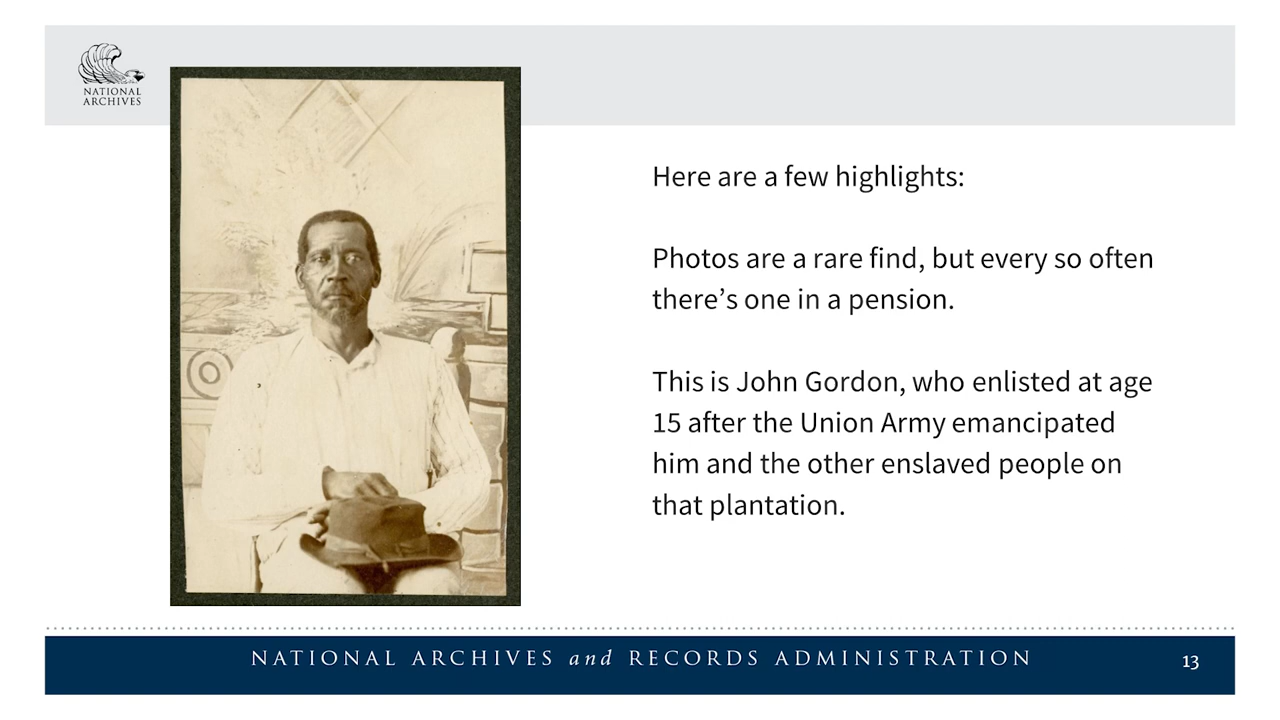 NATIONAL
ARCHIVES
Here are a few highlights:
Photos are a rare find, but every so often
there’s one in a pension.
This is John Gordon, who enlisted at age
15 after the Union Army emancipated
him and the other enslaved people on
that plantation.
NATIONAL ARCHIVES and RECORDS ADMINISTRATION
13